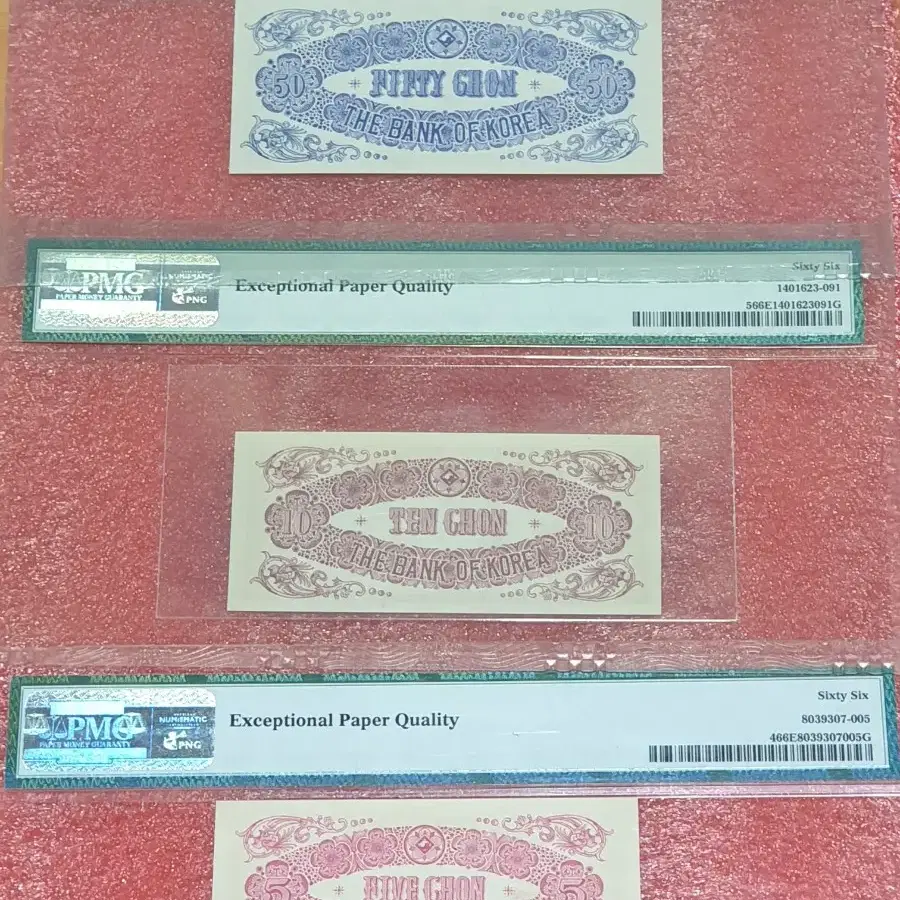 50 FIFTY CHON 50
THE BANK OF KOREA
PMG
PAPER MONEY GUARANTY
NUMISMATIC
PNG
Exceptional Paper Quality
Sixty Six
1401623-091
566E1401623091G
10 TEN CHON 10
THE BANK OF KOREA
PMG
PAPER MONEY GUARANTY
NUMISMATIC
PNG
Exceptional Paper Quality
Sixty Six
8039307-005
466E8039307005G
5 FIVE CHON 5